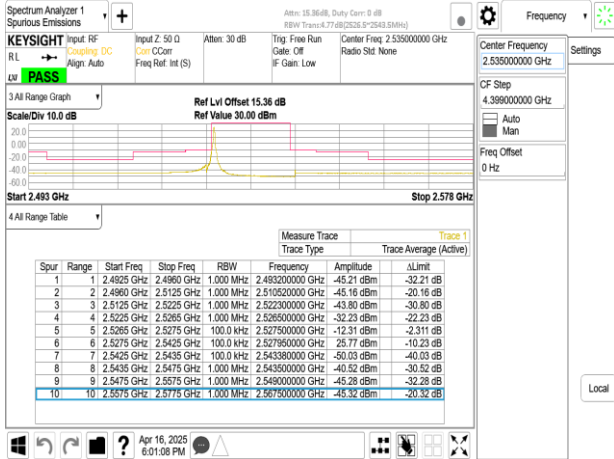 Spectrum Analyzer 1
Spurious Emissions
Attn: 15.36dB, Duty Corr: 0 dB
RBW Trans:4.77dB(2526.5*2543.5MHz)
Frequency
KEYSIGHT
RL
PASS
Input: RF
Coupling: DC
Align: Auto
Input Z: 50 Ω
Corr CCorr
Freq Ref: Int (S)
Atten: 30 dB
Trig: Free Run
Gate: Off
IF Gain: Low
Center Freq: 2.535000000 GHz
Radio Std: None
Center Frequency
2.535000000 GHz
Settings
CF Step
4.399000000 GHz
Auto
Man
Freq Offset
0 Hz
Local
3 All Range Graph
Scale/Div 10.0 dB
Ref Lvl Offset 15.36 dB
Ref Value 30.00 dBm
20.0
0.00
-20.0
-40.0
-60.0
Start 2.493 GHz
Stop 2.578 GHz
4 All Range Table
Measure Trace Trace 1
Trace Type Trace Average (Active)
Spur Range Start Freq Stop Freq RBW Frequency Amplitude ΔLimit
1 1 2.4925 GHz 2.4960 GHz 1.000 MHz 2.493200000 GHz -45.21 dBm -32.21 dB
2 2 2.4960 GHz 2.5125 GHz 1.000 MHz 2.510520000 GHz -45.16 dBm -20.16 dB
3 3 2.5125 GHz 2.5225 GHz 1.000 MHz 2.522300000 GHz -43.80 dBm -30.80 dB
4 4 2.5225 GHz 2.5265 GHz 1.000 MHz 2.526500000 GHz -32.23 dBm -22.23 dB
5 5 2.5265 GHz 2.5275 GHz 100.0 kHz 2.527500000 GHz -12.31 dBm -2.311 dB
6 6 2.5275 GHz 2.5425 GHz 100.0 kHz 2.527950000 GHz 25.77 dBm -10.23 dB
7 7 2.5425 GHz 2.5435 GHz 100.0 kHz 2.543380000 GHz -50.03 dBm -40.03 dB
8 8 2.5435 GHz 2.5475 GHz 1.000 MHz 2.543500000 GHz -40.52 dBm -30.52 dB
9 9 2.5475 GHz 2.5575 GHz 1.000 MHz 2.549000000 GHz -45.28 dBm -32.28 dB
10 10 2.5575 GHz 2.5775 GHz 1.000 MHz 2.567500000 GHz -45.32 dBm -20.32 dB
Apr 16, 2025
6:01:08 PM